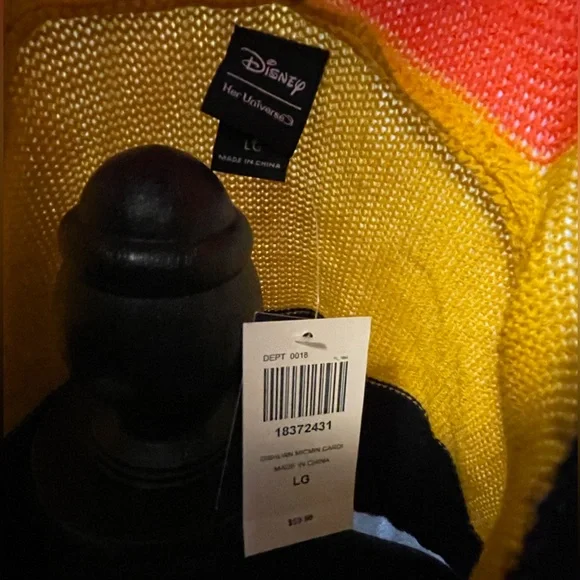 Disney
Her Universe
LG
MADE IN CHINA
DEPT 0018
18372431
MADE IN CHINA
LG